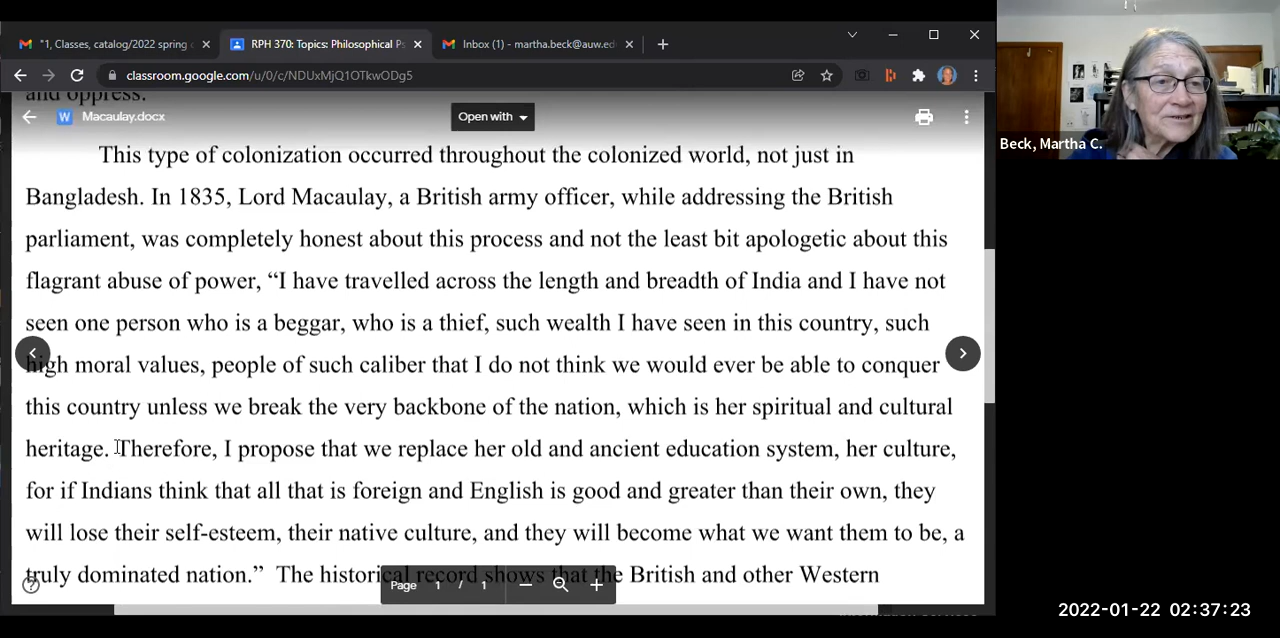 "1, Classes, catalog/2022 spring
RPH 370: Topics: Philosophical Ps
Inbox (1) - martha.beck@auw.ed
classroom.google.com/u/0/c/NDUxMjQ1OTkwODg5
and oppress.
Macaulay.docx
Open with
This type of colonization occurred throughout the colonized world, not just in
Bangladesh. In 1835, Lord Macaulay, a British army officer, while addressing the British
parliament, was completely honest about this process and not the least bit apologetic about this
flagrant abuse of power, “I have travelled across the length and breadth of India and I have not
seen one person who is a beggar, who is a thief, such wealth I have seen in this country, such
high moral values, people of such caliber that I do not think we would ever be able to conquer
this country unless we break the very backbone of the nation, which is her spiritual and cultural
heritage. Therefore, I propose that we replace her old and ancient education system, her culture,
for if Indians think that all that is foreign and English is good and greater than their own, they
will lose their self-esteem, their native culture, and they will become what we want them to be, a
truly dominated nation.” The historical record shows that the British and other Western
Page 1 / 1
Beck, Martha C.
2022-01-22 02:37:23